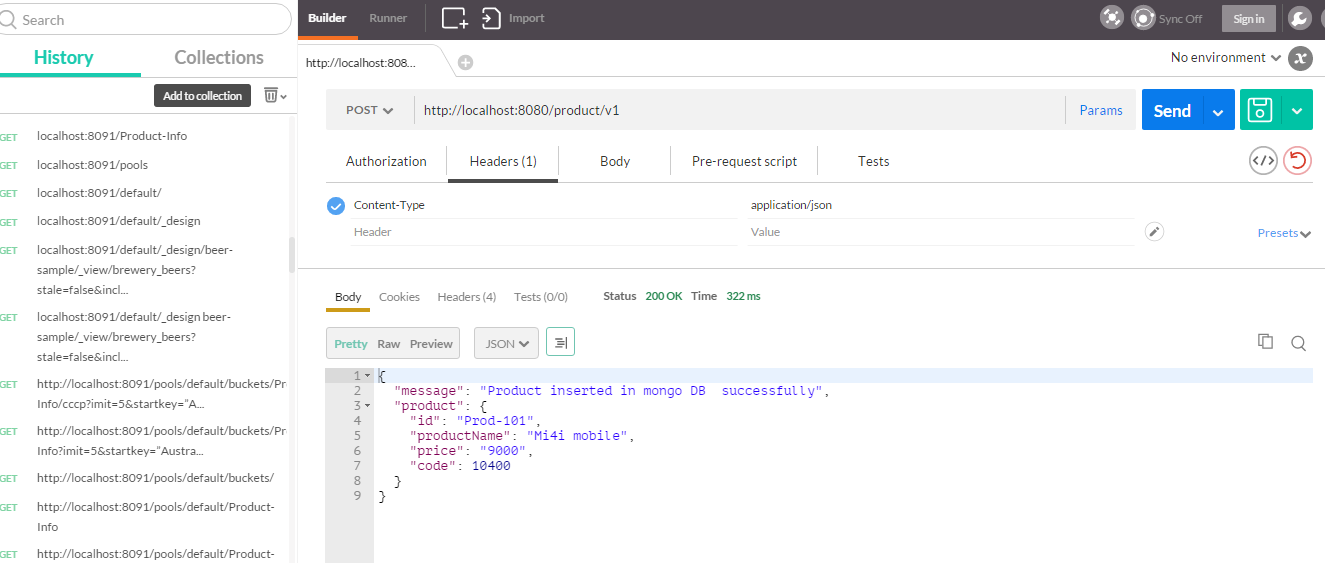 Search
Builder
Runner
Import
Sync Off
Sign in
History
Collections
http://localhost:808...
No environment
Add to collection
POST
http://localhost:8080/product/v1
Params
Send
GET localhost:8091/Product-Info
GET localhost:8091/pools
GET localhost:8091/default/
GET localhost:8091/default/_design
GET localhost:8091/default/_design/beer-
sample/_view/brewery_beers?
stale=false&incl...
GET localhost:8091/default/_design beer-
sample/_view/brewery_beers?
stale=false&incl...
GET http://localhost:8091/pools/default/buckets/Pr
Info/cccp?imit=5&startkey="A...
GET http://localhost:8091/pools/default/buckets/Pr
Info?imit=5&startkey="Austra...
GET http://localhost:8091/pools/default/buckets/
GET http://localhost:8091/pools/default/Product-
Info
GET http://localhost:8091/pools/default/Product-
Authorization
Headers (1)
Body
Pre-request script
Tests
Content-Type application/json
Header Value
Presets
Body Cookies Headers (4) Tests (0/0) Status 200 OK Time 322 ms
Pretty Raw Preview JSON
1 {
2 "message": "Product inserted in mongo DB  successfully",
3 "product": {
4 "id": "Prod-101",
5 "productName": "Mi4i mobile",
6 "price": "9000",
7 "code": 10400
8 }
9 }